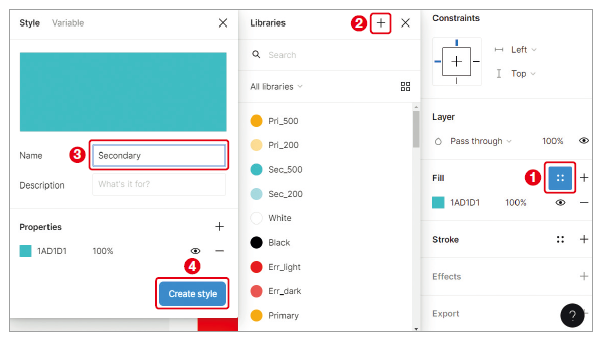 Style Variable
Name
Secondary
Description
What's it for?
Properties
1AD1D1 100%
Create style
Libraries
Search
All libraries
Pri_500
Pri_200
Sec_500
Sec_200
White
Black
Err_light
Err_dark
Primary
Constraints
Left
Top
Layer
Pass through 100%
Fill
1AD1D1 100%
Stroke
Effects
Export
?
1
2
3
4